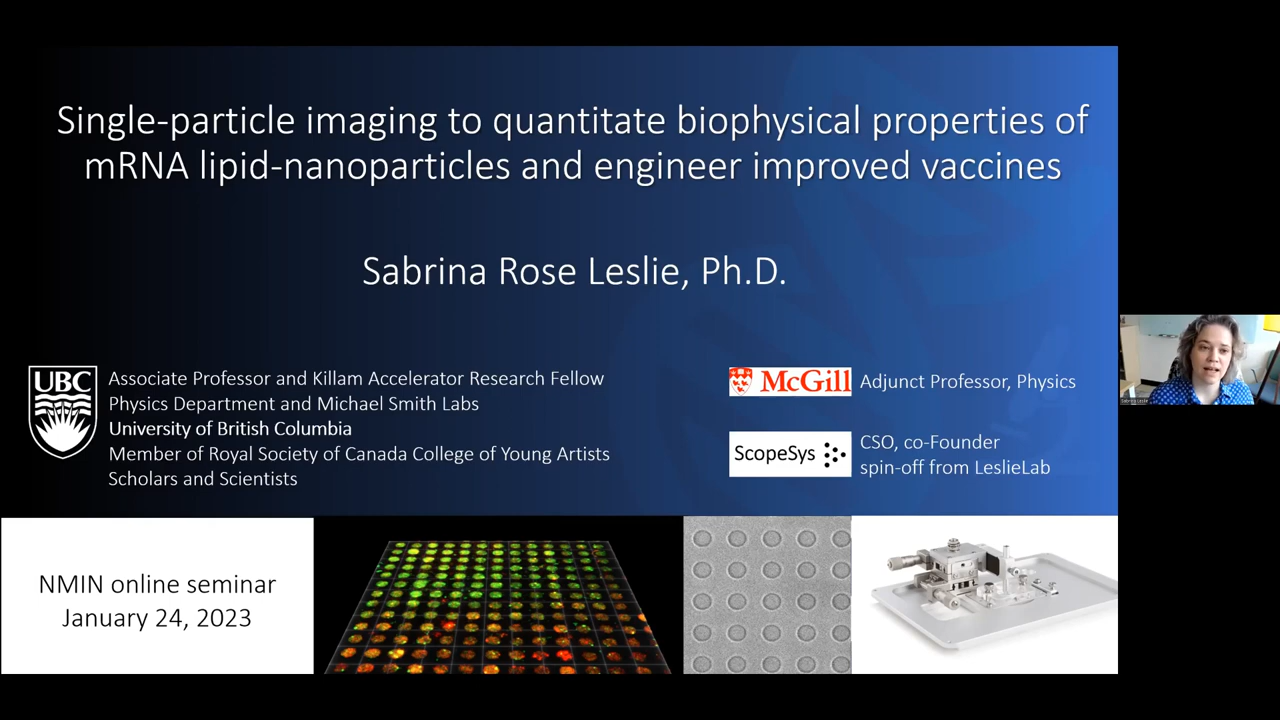 Single-particle imaging to quantitate biophysical properties of
mRNA lipid-nanoparticles and engineer improved vaccines
Sabrina Rose Leslie, Ph.D.
UBC
Associate Professor and Killam Accelerator Research Fellow
Physics Department and Michael Smith Labs
University of British Columbia
Member of Royal Society of Canada College of Young Artists
Scholars and Scientists
McGill
Adjunct Professor, Physics
ScopeSys
CSO, co-Founder
spin-off from LeslieLab
NMIN online seminar
January 24, 2023
Sabrina Leslie